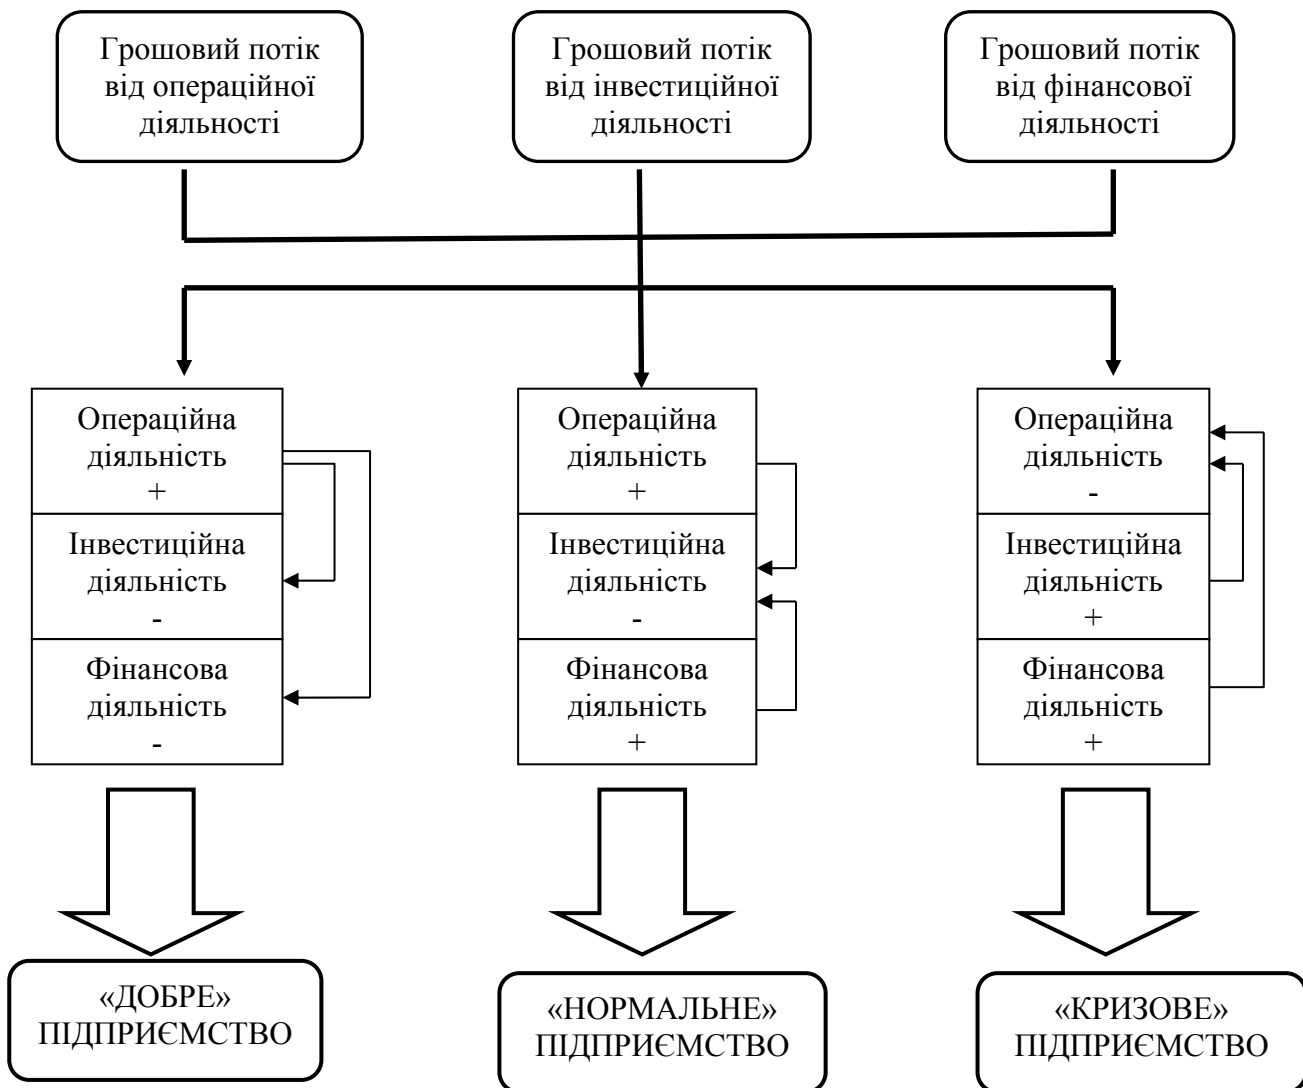 Грошовий потік
від операційної
діяльності
Грошовий потік
від інвестиційної
діяльності
Грошовий потік
від фінансової
діяльності
Операційна
діяльність
+
Інвестиційна
діяльність
-
Фінансова
діяльність
-
Операційна
діяльність
+
Інвестиційна
діяльність
-
Фінансова
діяльність
+
Операційна
діяльність
-
Інвестиційна
діяльність
+
Фінансова
діяльність
+
«ДОБРЕ»
ПІДПРИЄМСТВО
«НОРМАЛЬНЕ»
ПІДПРИЄМСТВО
«КРИЗОВЕ»
ПІДПРИЄМСТВО